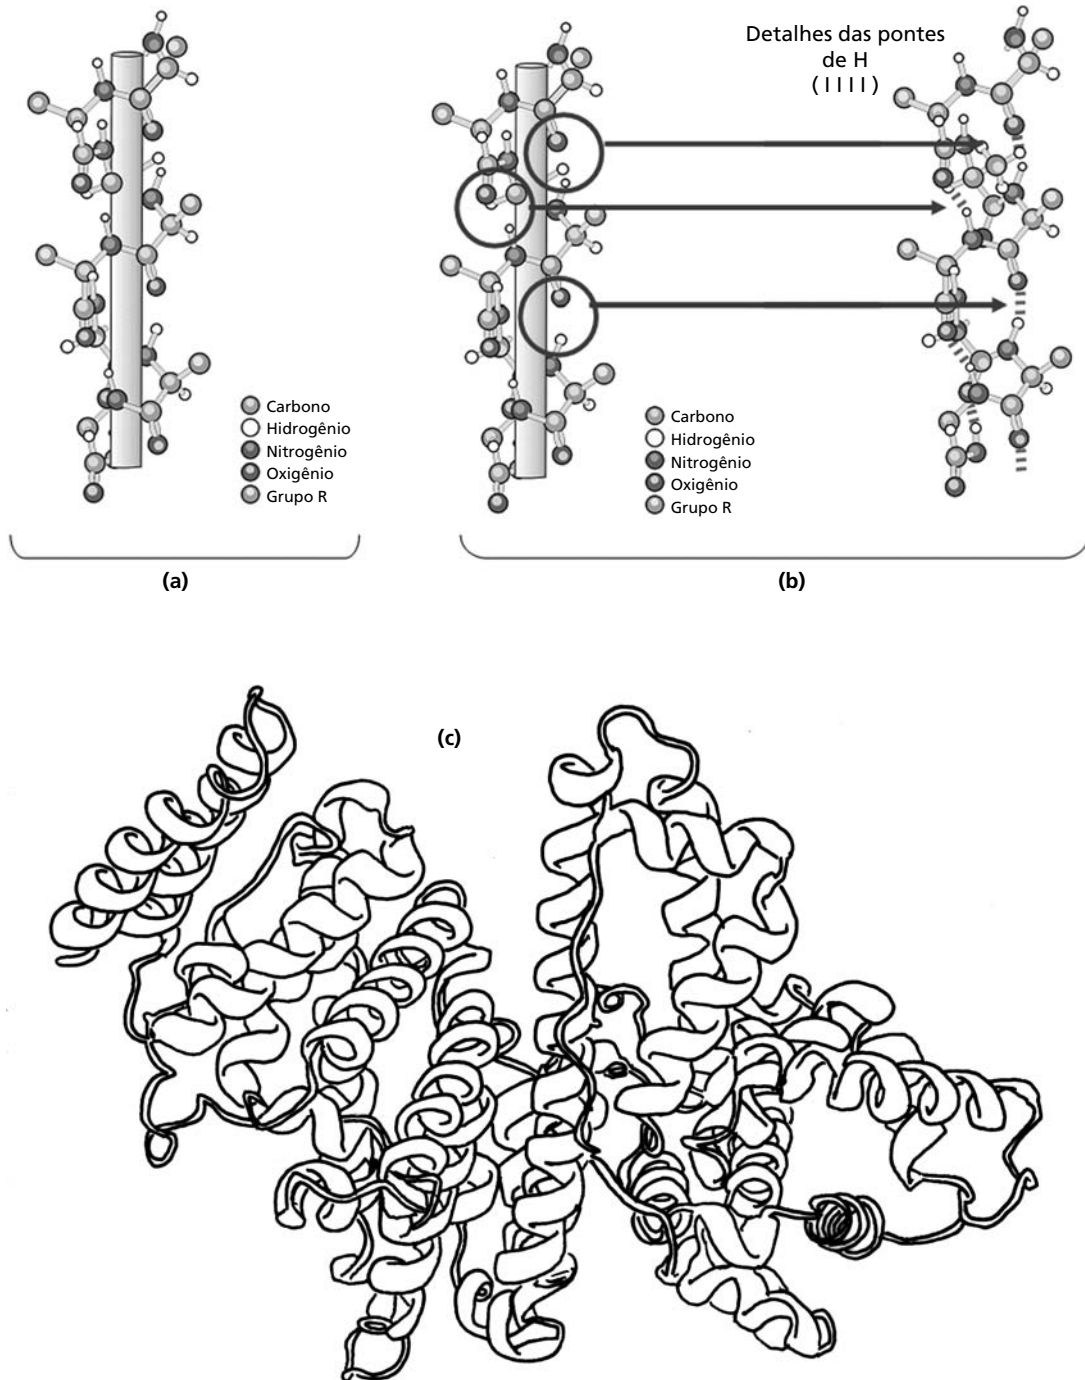 Detalhes das pontes
de H
( I I I I )
Carbono
Hidrogênio
Nitrogênio
Oxigênio
Grupo R
Carbono
Hidrogênio
Nitrogênio
Oxigênio
Grupo R
(a)
(b)
(c)